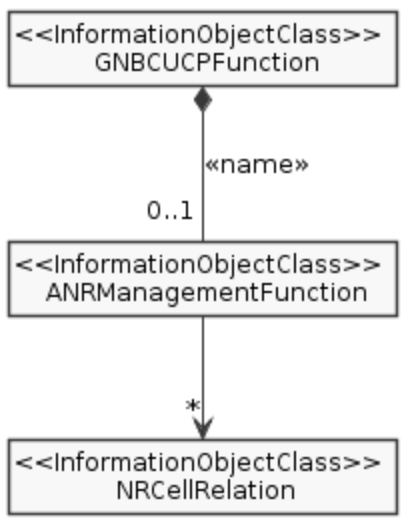 <<InformationObjectClass>>
GNBCUCPFunction
«name»
0..1
<<InformationObjectClass>>
ANRManagementFunction
*
<<InformationObjectClass>>
NRCellRelation